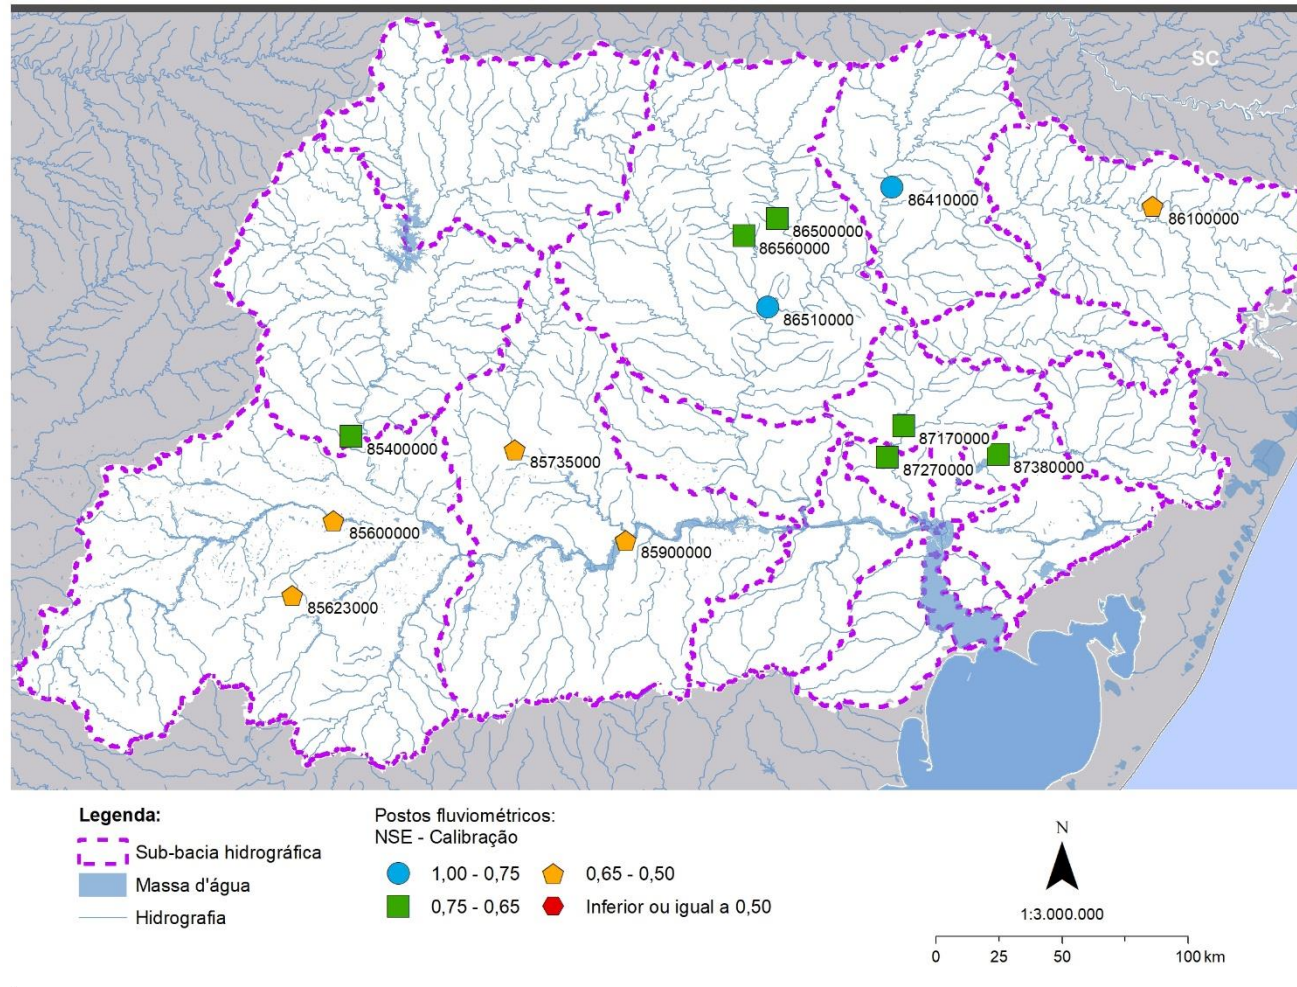 SC
86410000
86100000
86500000
86560000
86510000
87170000
85400000
85735000
87270000
87380000
85600000
85900000
85623000
Legenda:
Sub-bacia hidrográfica
Massa d'água
Hidrografia
Postos fluviométricos:
NSE - Calibração
1,00 - 0,75
0,65 - 0,50
0,75 - 0,65
Inferior ou igual a 0,50
N
1:3.000.000
0 25 50 100 km